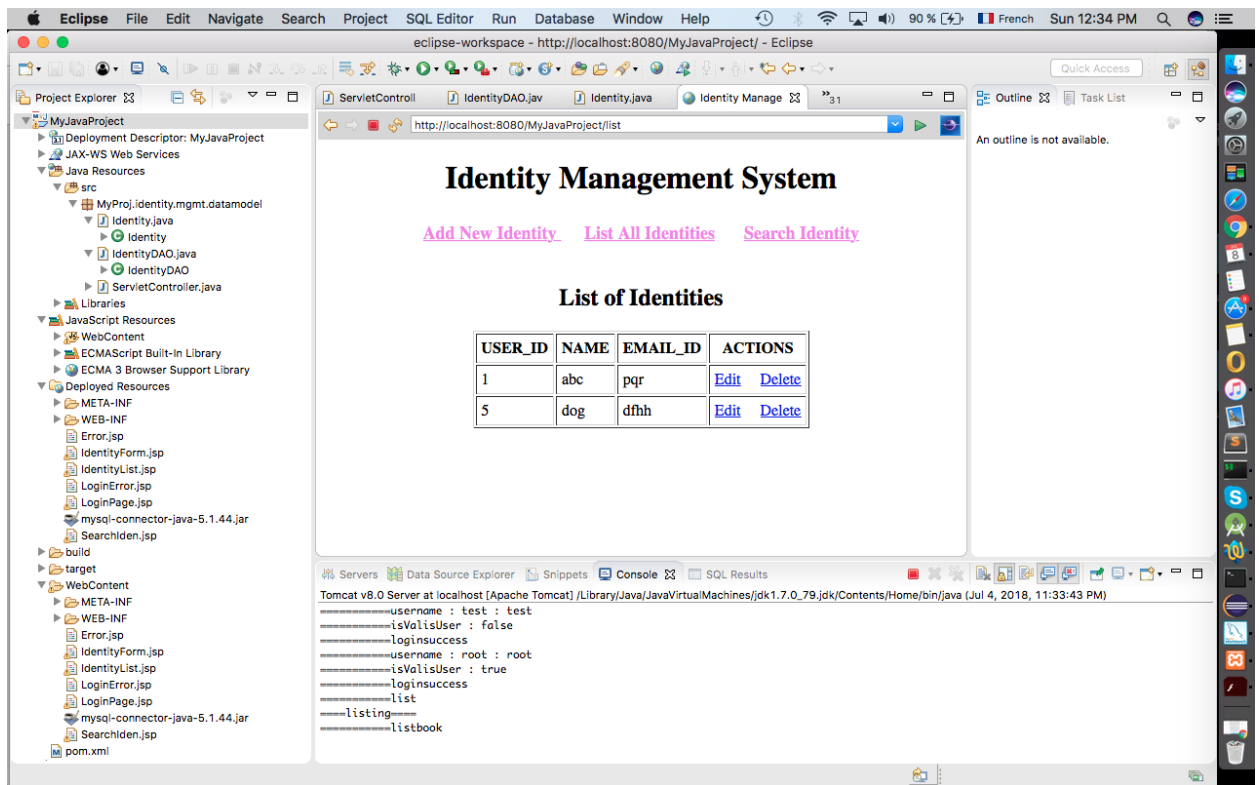 Eclipse File Edit Navigate Search Project SQL Editor Run Database Window Help 90 % French Sun 12:34 PM
eclipse-workspace - http://localhost:8080/MyJavaProject/ - Eclipse
Quick Access
Project Explorer
MyJavaProject
Deployment Descriptor: MyJavaProject
JAX-WS Web Services
Java Resources
src
MyProj.identity.mgmt.datamodel
Identity.java
Identity
IdentityDAO.java
IdentityDAO
ServletController.java
Libraries
JavaScript Resources
WebContent
ECMAScript Built-In Library
ECMA 3 Browser Support Library
Deployed Resources
META-INF
WEB-INF
Error.jsp
IdentityForm.jsp
IdentityList.jsp
LoginError.jsp
LoginPage.jsp
mysql-connector-java-5.1.44.jar
SearchIden.jsp
build
target
WebContent
META-INF
WEB-INF
Error.jsp
IdentityForm.jsp
IdentityList.jsp
LoginError.jsp
LoginPage.jsp
mysql-connector-java-5.1.44.jar
SearchIden.jsp
pom.xml
ServletControll IdentityDAO.jav Identity.java Identity Manage »31
http://localhost:8080/MyJavaProject/list
Identity Management System
Add New Identity List All Identities Search Identity
List of Identities
USER_ID NAME EMAIL_ID ACTIONS
1 abc pqr Edit Delete
5 dog dfhh Edit Delete
Outline Task List
An outline is not available.
Servers Data Source Explorer Snippets Console SQL Results
Tomcat v8.0 Server at localhost [Apache Tomcat] /Library/Java/JavaVirtualMachines/jdk1.7.0_79.jdk/Contents/Home/bin/java (Jul 4, 2018, 11:33:43 PM)
===========username : test : test
===========isValisUser : false
===========loginsuccess
===========username : root : root
===========isValisUser : true
===========loginsuccess
===========list
====listing====
===========listbook